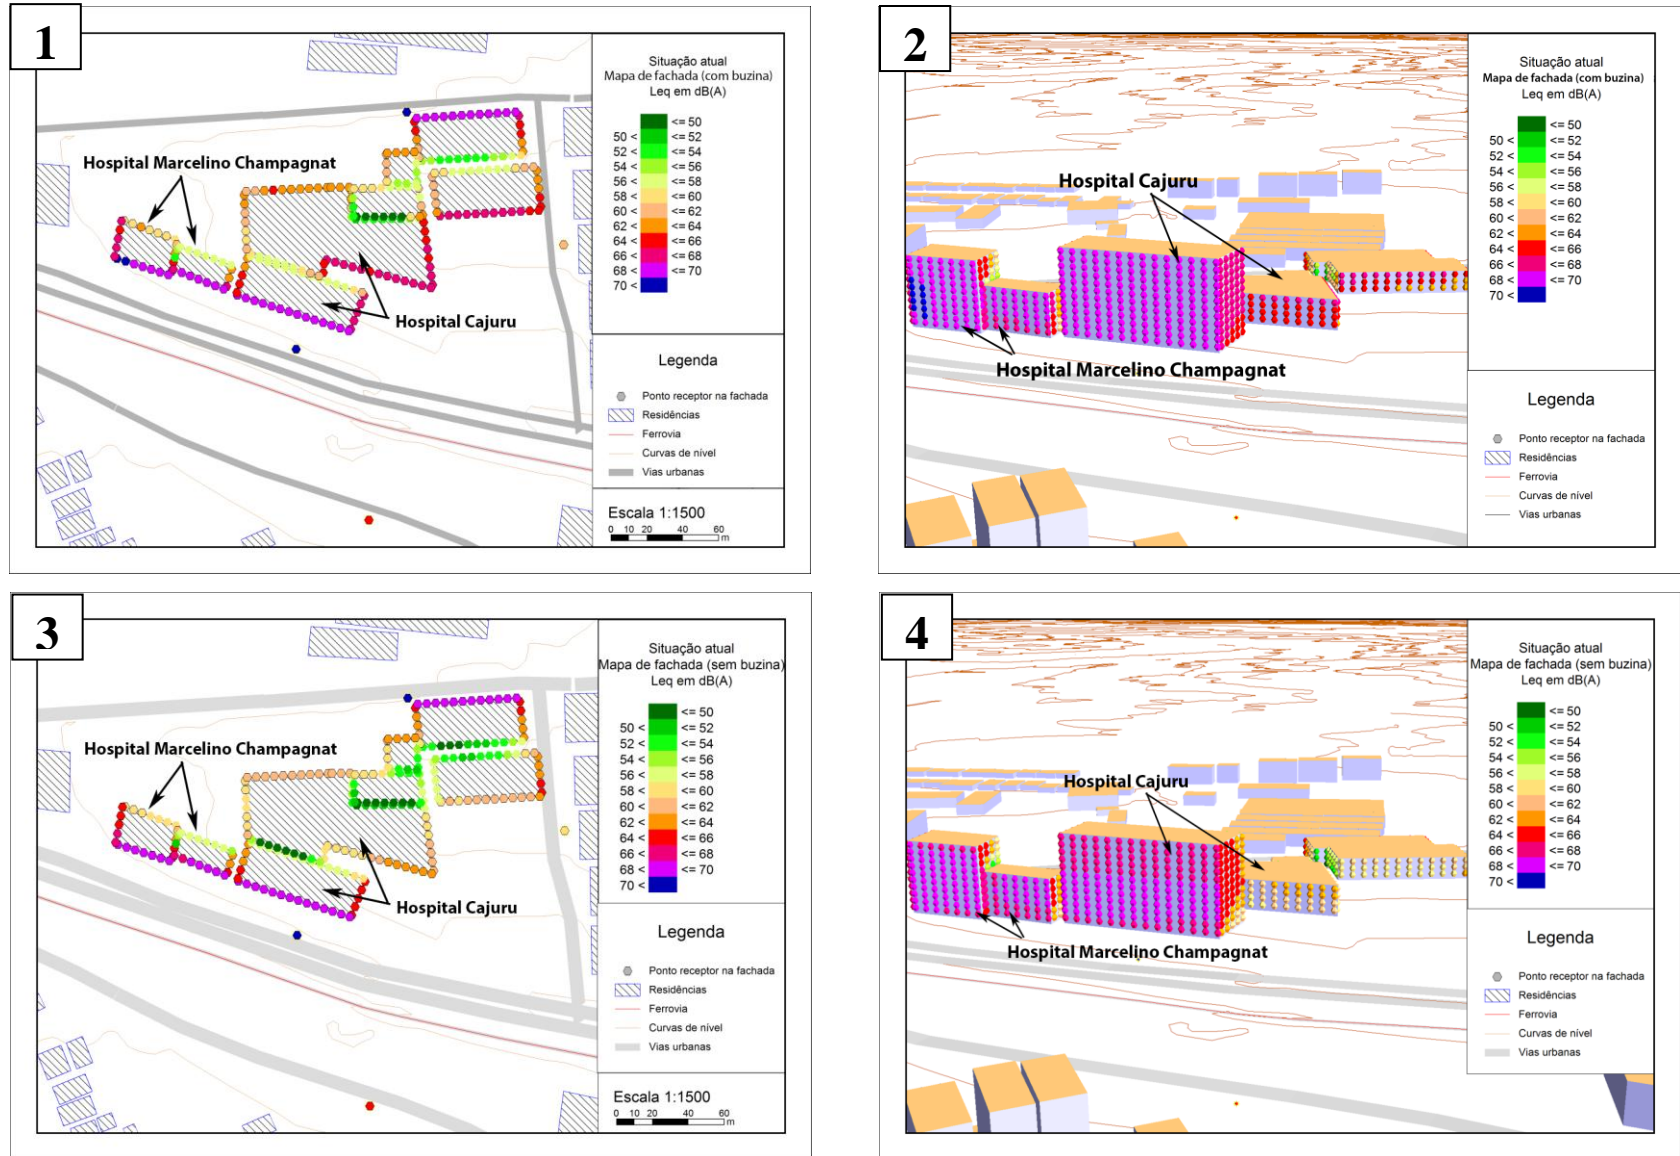 1
Situação atual
Mapa de fachada (com buzina)
Leq em dB(A)
<= 50
50 < <= 52
52 < <= 54
54 < <= 56
56 < <= 58
58 < <= 60
60 < <= 62
62 < <= 64
64 < <= 66
66 < <= 68
68 < <= 70
70 <
Hospital Marcelino Champagnat
Hospital Cajuru
Legenda
Ponto receptor na fachada
Residências
Ferrovia
Curvas de nível
Vias urbanas
Escala 1:1500
0 10 20 40 60
m
2
Situação atual
Mapa de fachada (com buzina)
Leq em dB(A)
<= 50
50 < <= 52
52 < <= 54
54 < <= 56
56 < <= 58
58 < <= 60
60 < <= 62
62 < <= 64
64 < <= 66
66 < <= 68
68 < <= 70
70 <
Hospital Cajuru
Hospital Marcelino Champagnat
Legenda
Ponto receptor na fachada
Residências
Ferrovia
Curvas de nível
Vias urbanas
3
Situação atual
Mapa de fachada (sem buzina)
Leq em dB(A)
<= 50
50 < <= 52
52 < <= 54
54 < <= 56
56 < <= 58
58 < <= 60
60 < <= 62
62 < <= 64
64 < <= 66
66 < <= 68
68 < <= 70
70 <
Hospital Marcelino Champagnat
Hospital Cajuru
Legenda
Ponto receptor na fachada
Residências
Ferrovia
Curvas de nível
Vias urbanas
Escala 1:1500
0 10 20 40 60
m
4
Situação atual
Mapa de fachada (sem buzina)
Leq em dB(A)
<= 50
50 < <= 52
52 < <= 54
54 < <= 56
56 < <= 58
58 < <= 60
60 < <= 62
62 < <= 64
64 < <= 66
66 < <= 68
68 < <= 70
70 <
Hospital Cajuru
Hospital Marcelino Champagnat
Legenda
Ponto receptor na fachada
Residências
Ferrovia
Curvas de nível
Vias urbanas